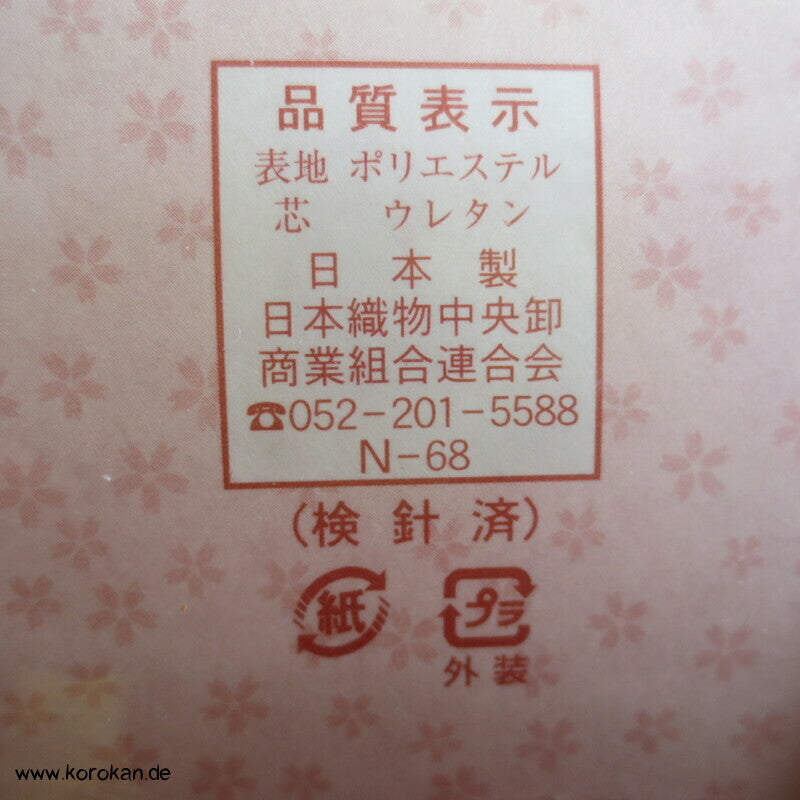 品質表示
表地 ポリエステル
芯 ウレタン
日本製
日本織物中央卸
商業組合連合会
☎052-201-5588
N-68
(検針済)
紙 プラ
外装
www.korokan.de